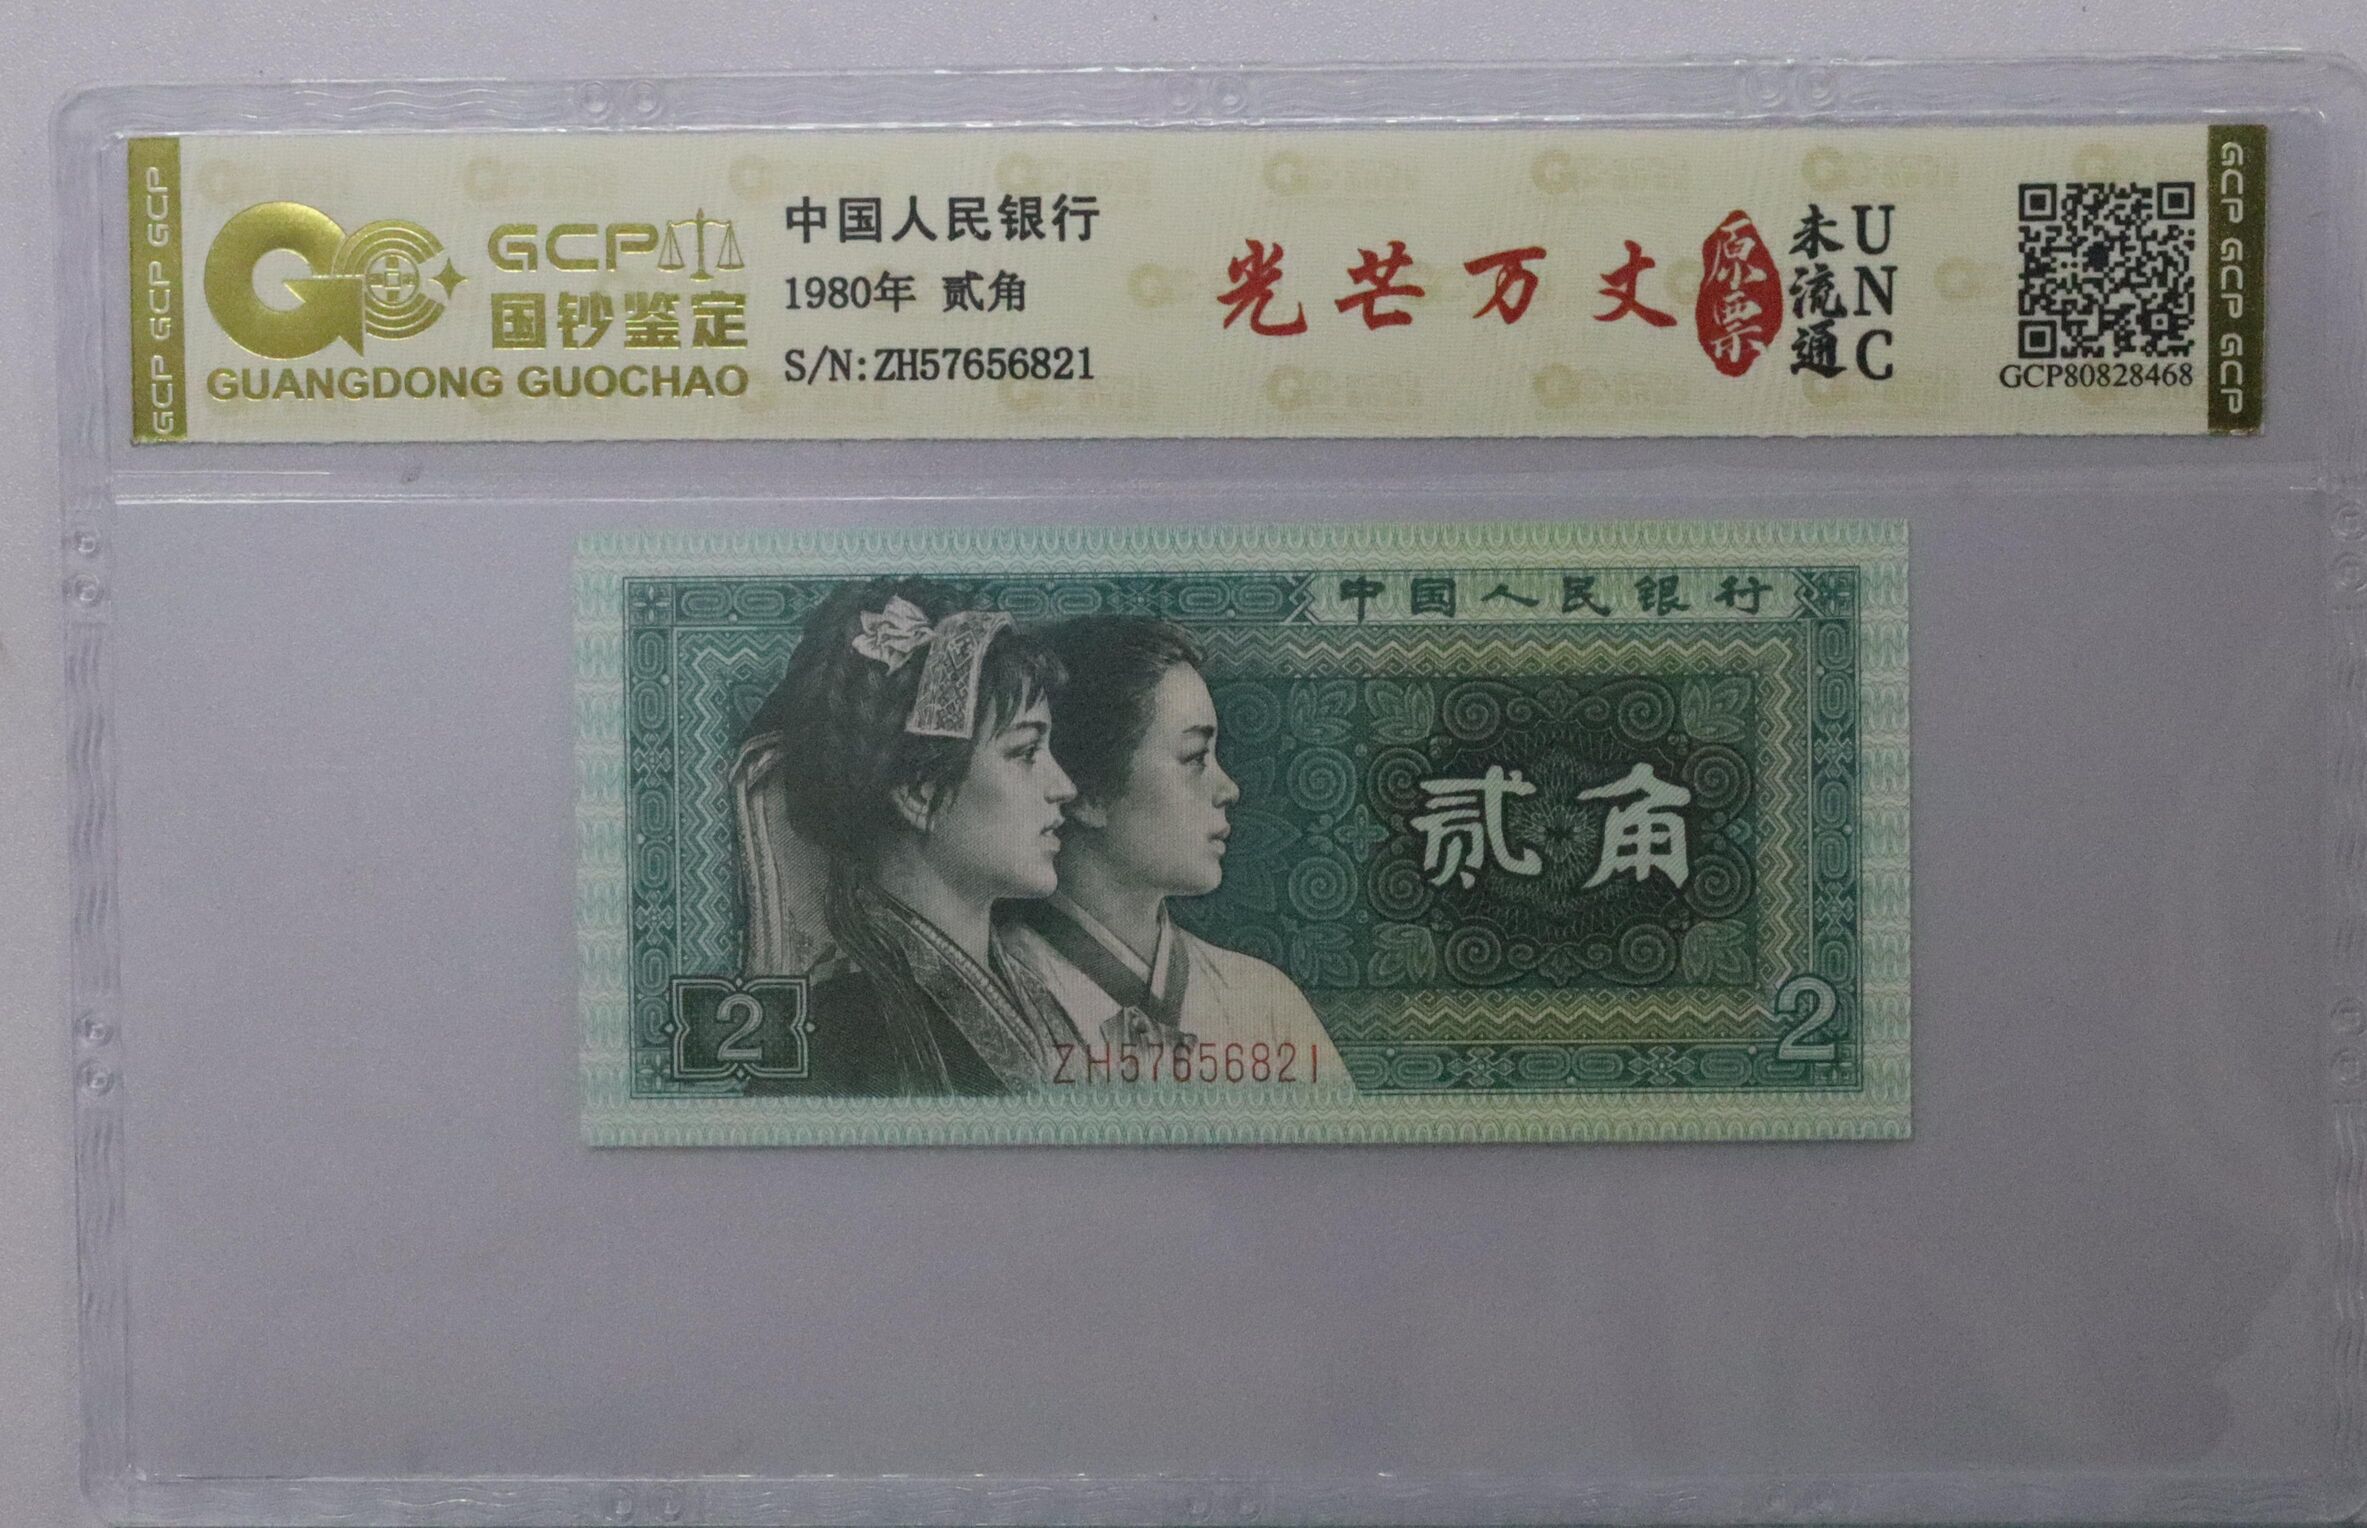 GCP GCP GCP
GCP
国钞鉴定
GUANGDONG GUOCHAO
中国人民银行
1980年 贰角
S/N:ZH57656821
光芒万丈
原票
未流通
UNC
GCP80828468
GCP GCP GCP
中国人民银行
贰角
2
2
ZH57656821